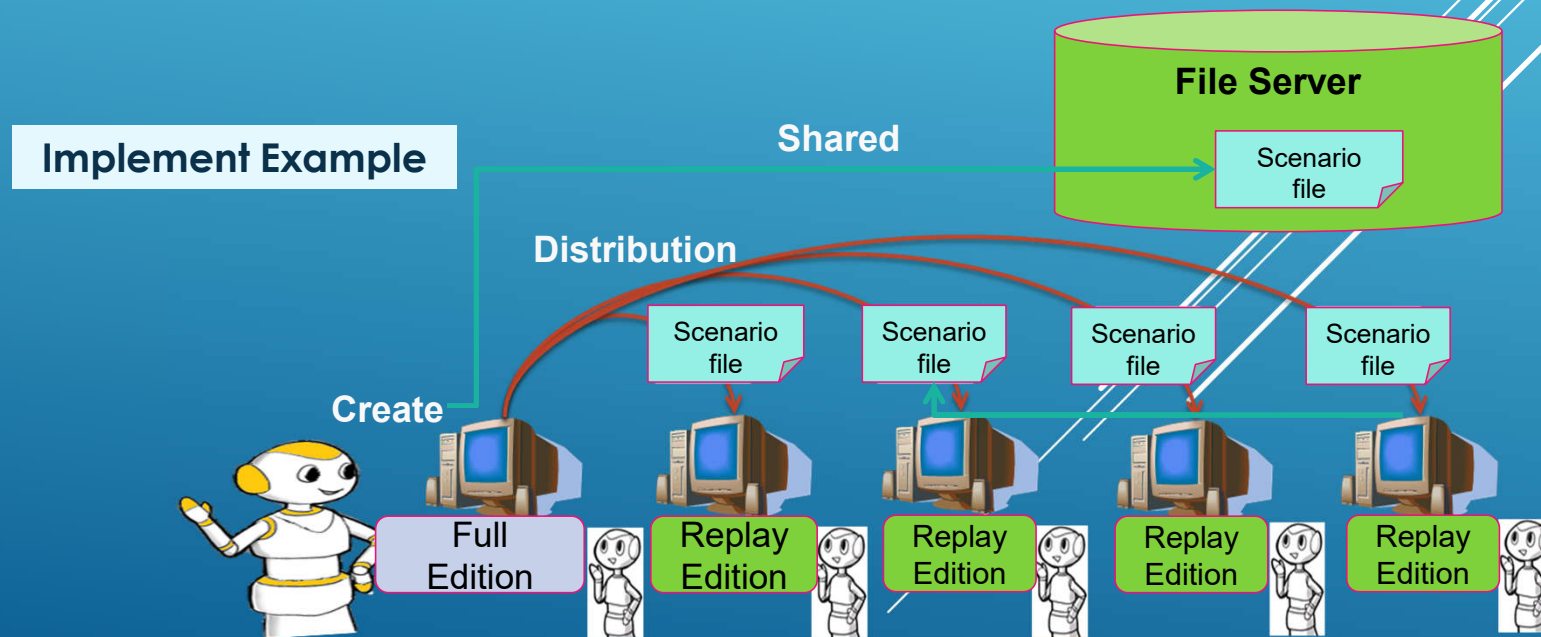 File Server
Implement Example
Shared
Scenario
file
Distribution
Scenario
file
Scenario
file
Scenario
file
Scenario
file
Create
Full
Edition
Replay
Edition
Replay
Edition
Replay
Edition
Replay
Edition